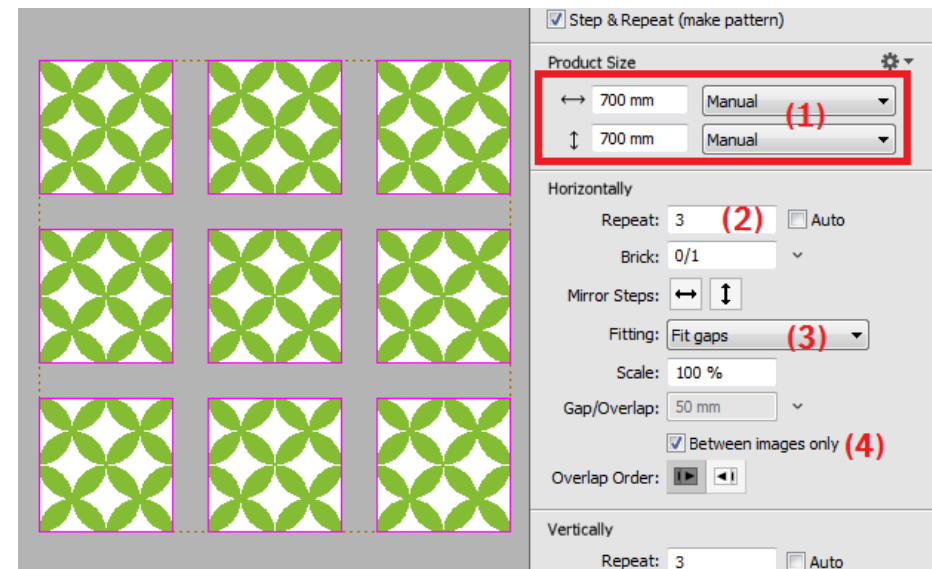 Step & Repeat (make pattern)
Product Size
700 mm Manual
(1)
700 mm Manual
Horizontally
Repeat: 3 (2) Auto
Brick: 0/1
Mirror Steps:
Fitting: Fit gaps (3)
Scale: 100 %
Gap/Overlap: 50 mm
Between images only (4)
Overlap Order:
Vertically
Repeat: 3 Auto